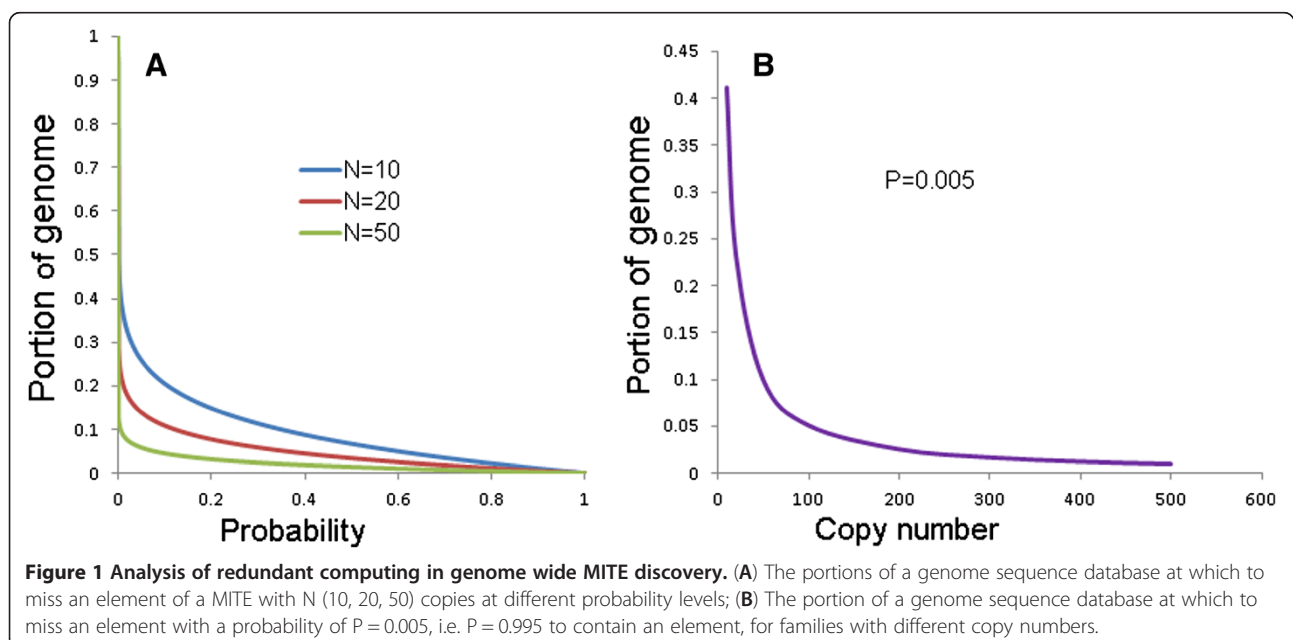 A
Portion of genome
1
0.9
0.8
0.7
0.6
0.5
0.4
0.3
0.2
0.1
0
N=10
N=20
N=50
0 0.2 0.4 0.6 0.8 1
Probability
B
Portion of genome
0.45
0.4
0.35
0.3
0.25
0.2
0.15
0.1
0.05
0
P=0.005
0 100 200 300 400 500 600
Copy number
Figure 1 Analysis of redundant computing in genome wide MITE discovery. (A) The portions of a genome sequence database at which to
miss an element of a MITE with N (10, 20, 50) copies at different probability levels; (B) The portion of a genome sequence database at which to
miss an element with a probability of P = 0.005, i.e. P = 0.995 to contain an element, for families with different copy numbers.